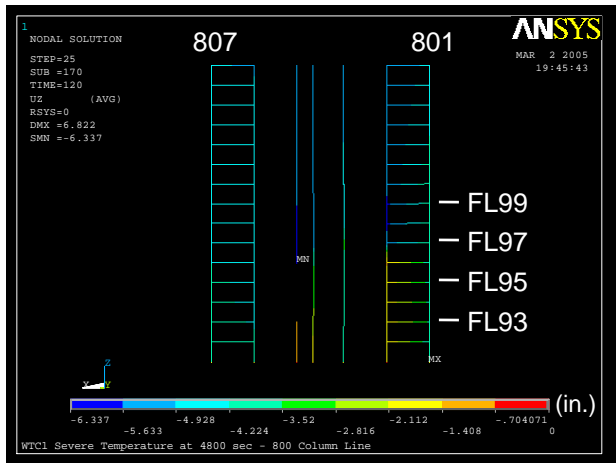 1
NODAL SOLUTION
STEP=25
SUB =170
TIME=120
UZ (AVG)
RSYS=0
DMX =6.822
SMN =-6.337
807
801
ANSYS
MAR 2 2005
19:45:43
FL99
FL97
MN
FL95
FL93
MX
Z
X Y
(in.)
-6.337 -4.928 -3.52 -2.112 -.704071
-5.633 -4.224 -2.816 -1.408 0
WTC1 Severe Temperature at 4800 sec - 800 Column Line